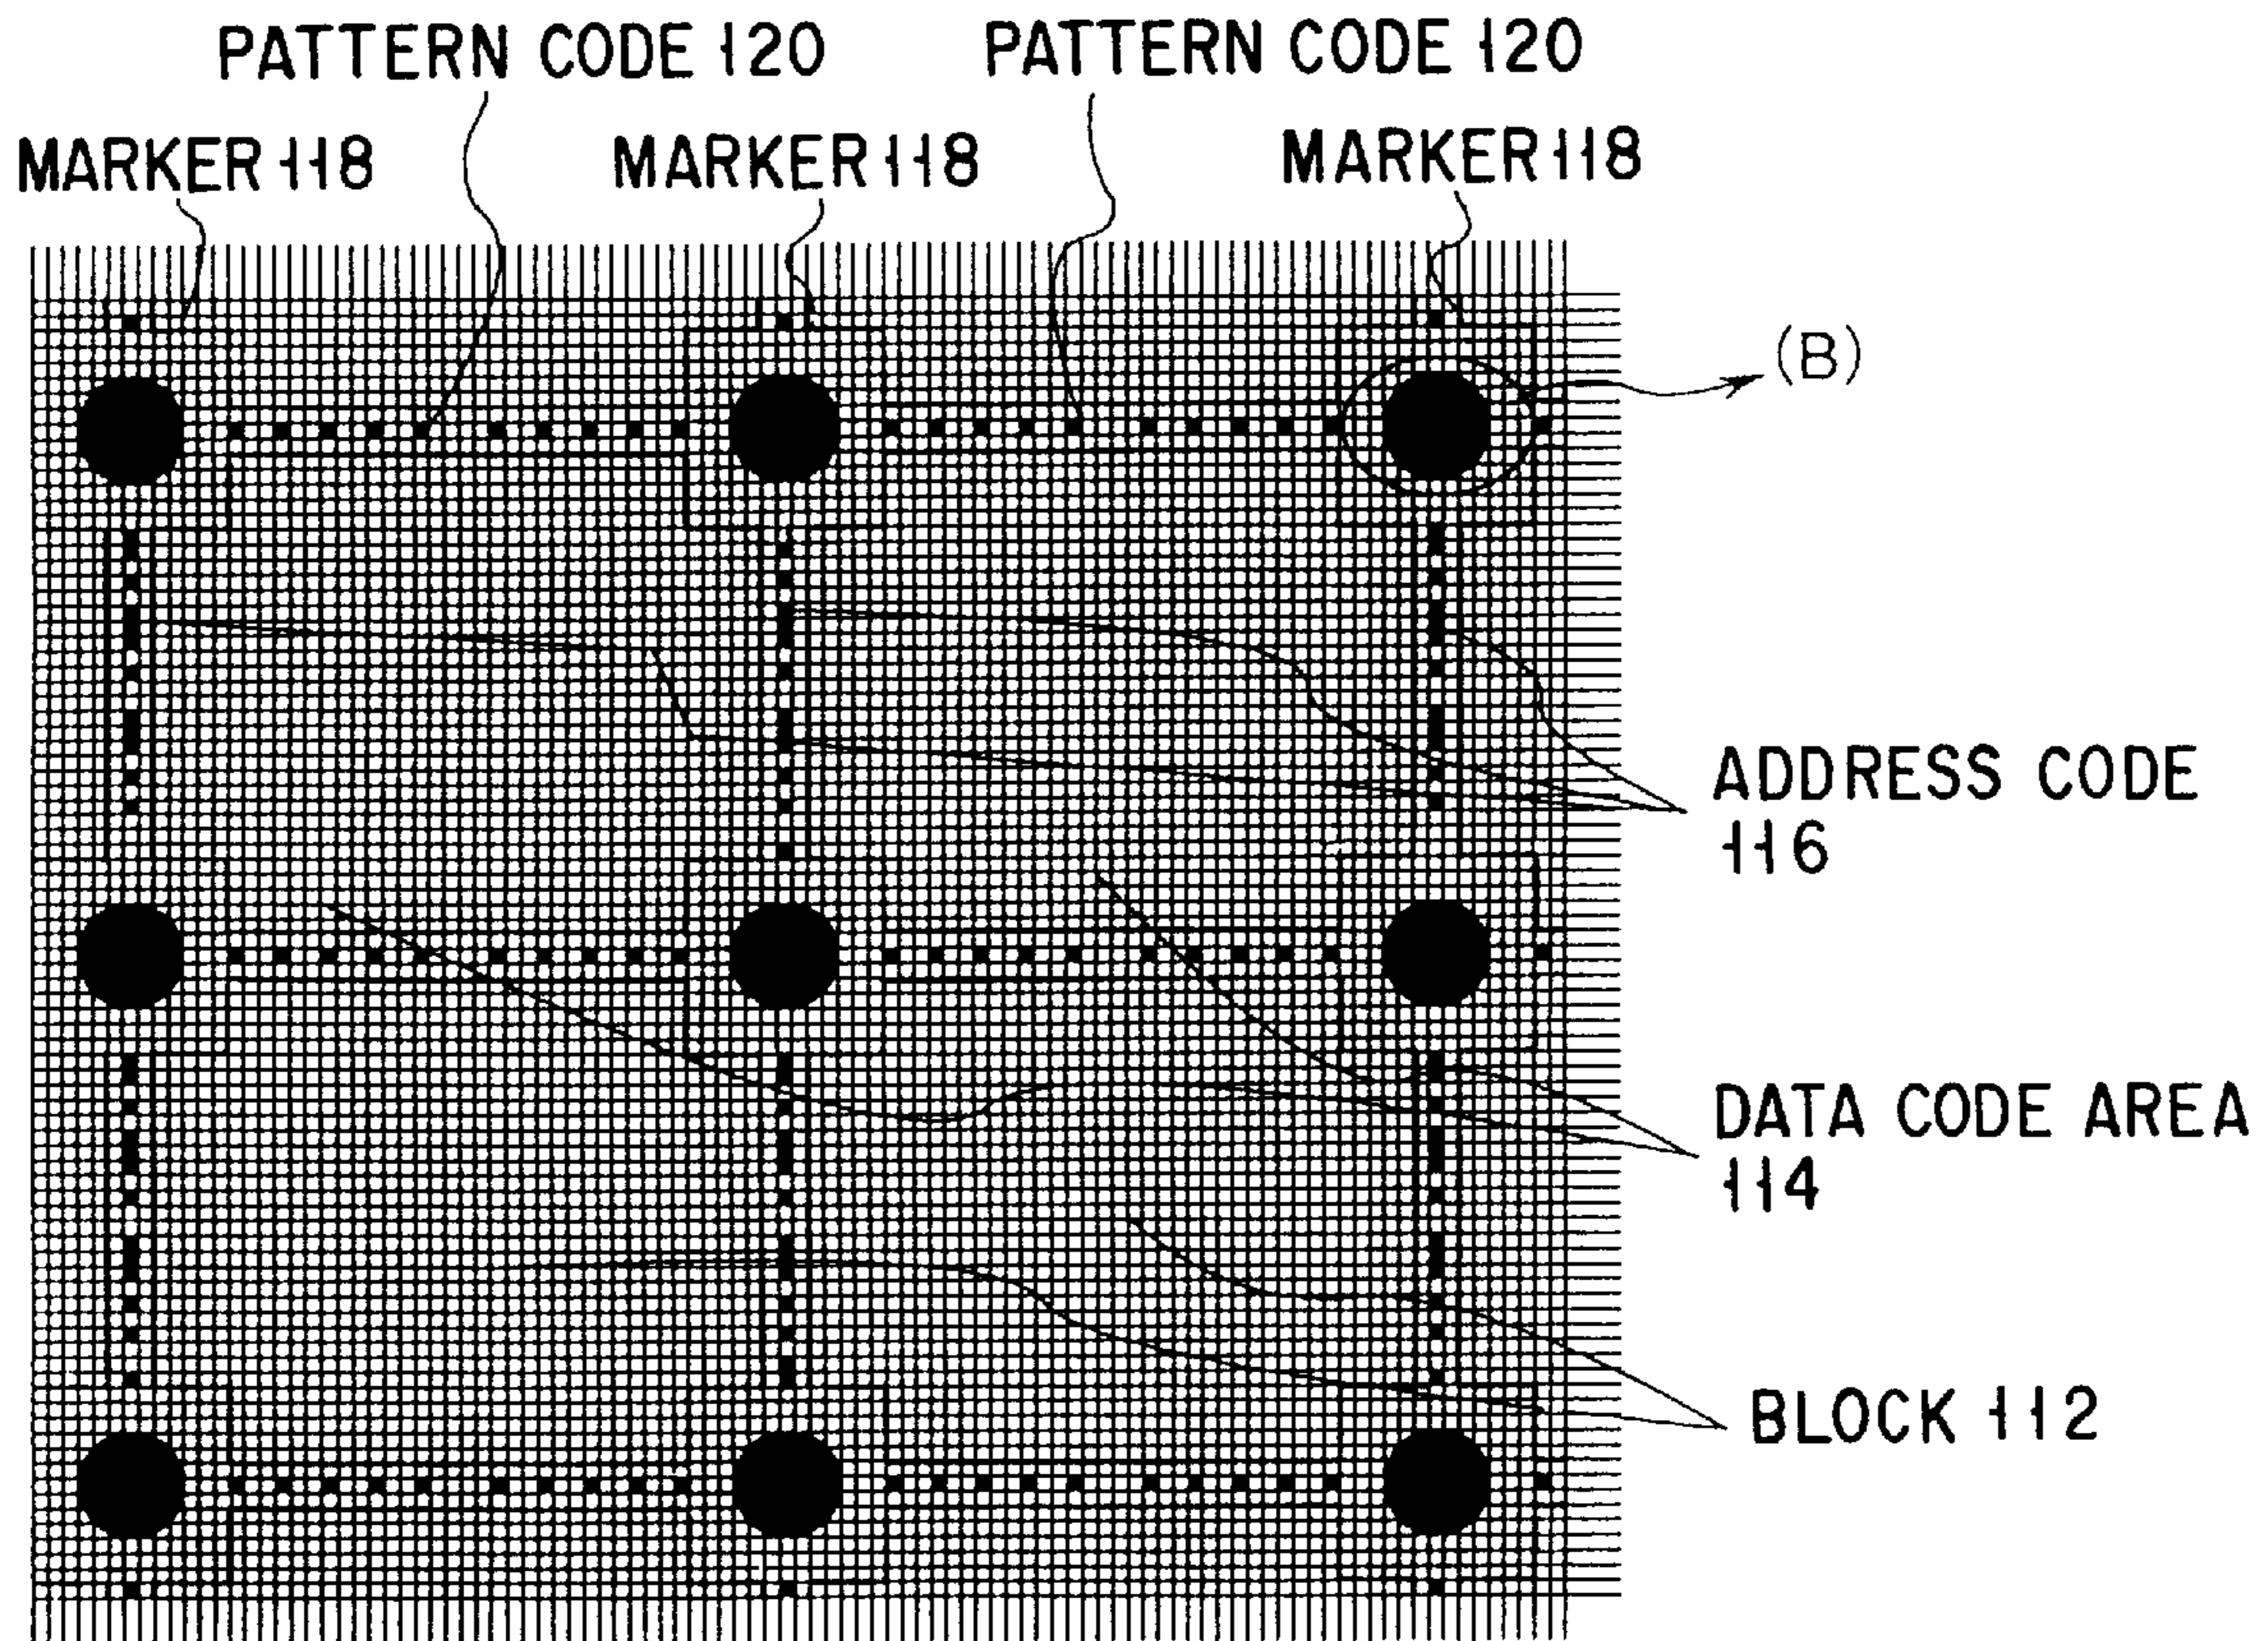 PATTERN CODE 120
PATTERN CODE 120
MARKER 118
MARKER 118
MARKER 118
(B)
ADDRESS CODE
116
DATA CODE AREA
114
BLOCK 112